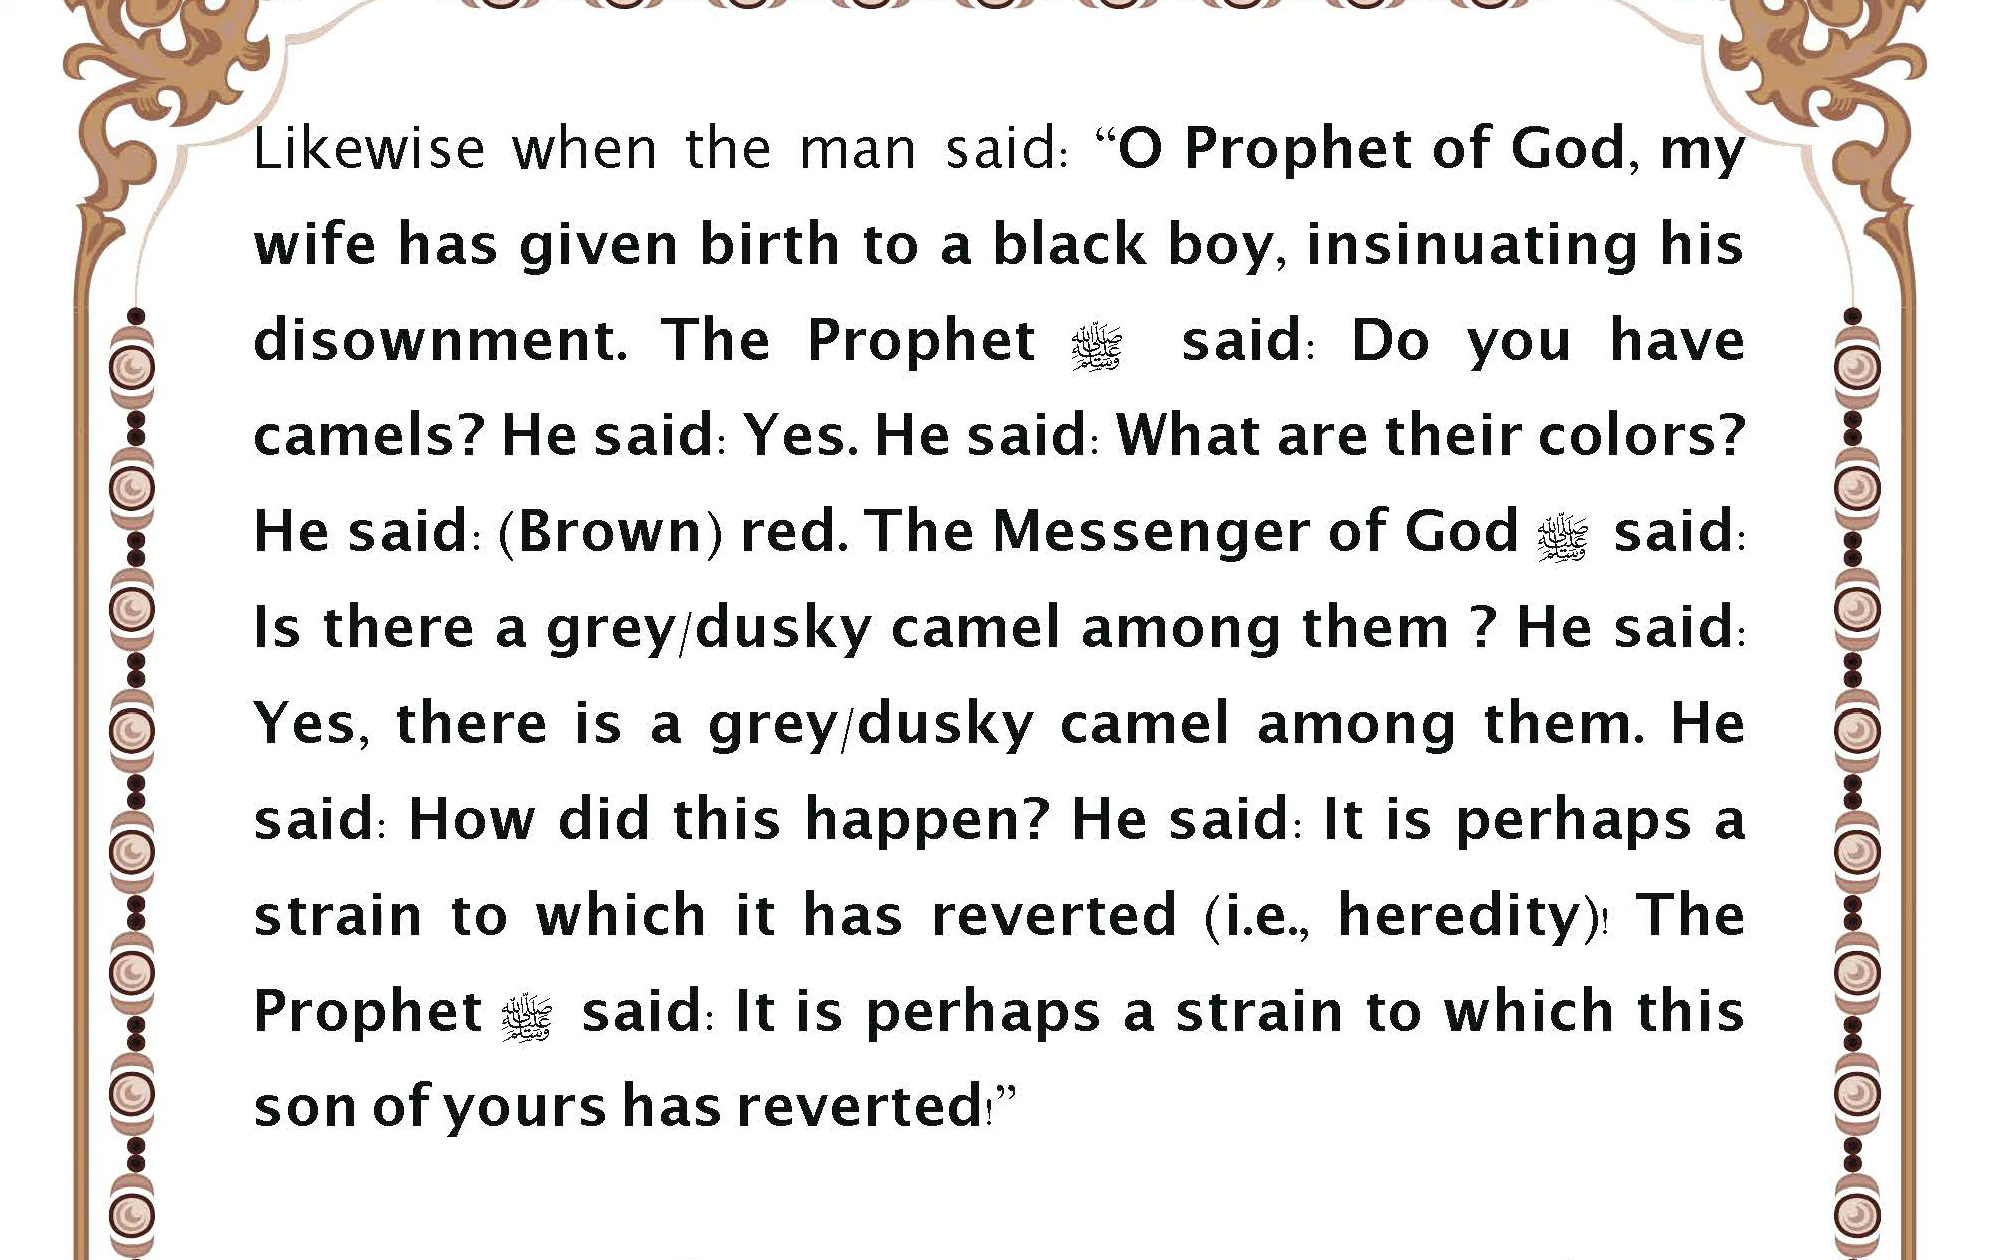 Likewise when the man said: “O Prophet of God, my
wife has given birth to a black boy, insinuating his
disownment. The Prophet ﷺ said: Do you have
camels? He said: Yes. He said: What are their colors?
He said: (Brown) red. The Messenger of God ﷺ said:
Is there a grey/dusky camel among them ? He said:
Yes, there is a grey/dusky camel among them. He
said: How did this happen? He said: It is perhaps a
strain to which it has reverted (i.e., heredity)! The
Prophet ﷺ said: It is perhaps a strain to which this
son of yours has reverted!”